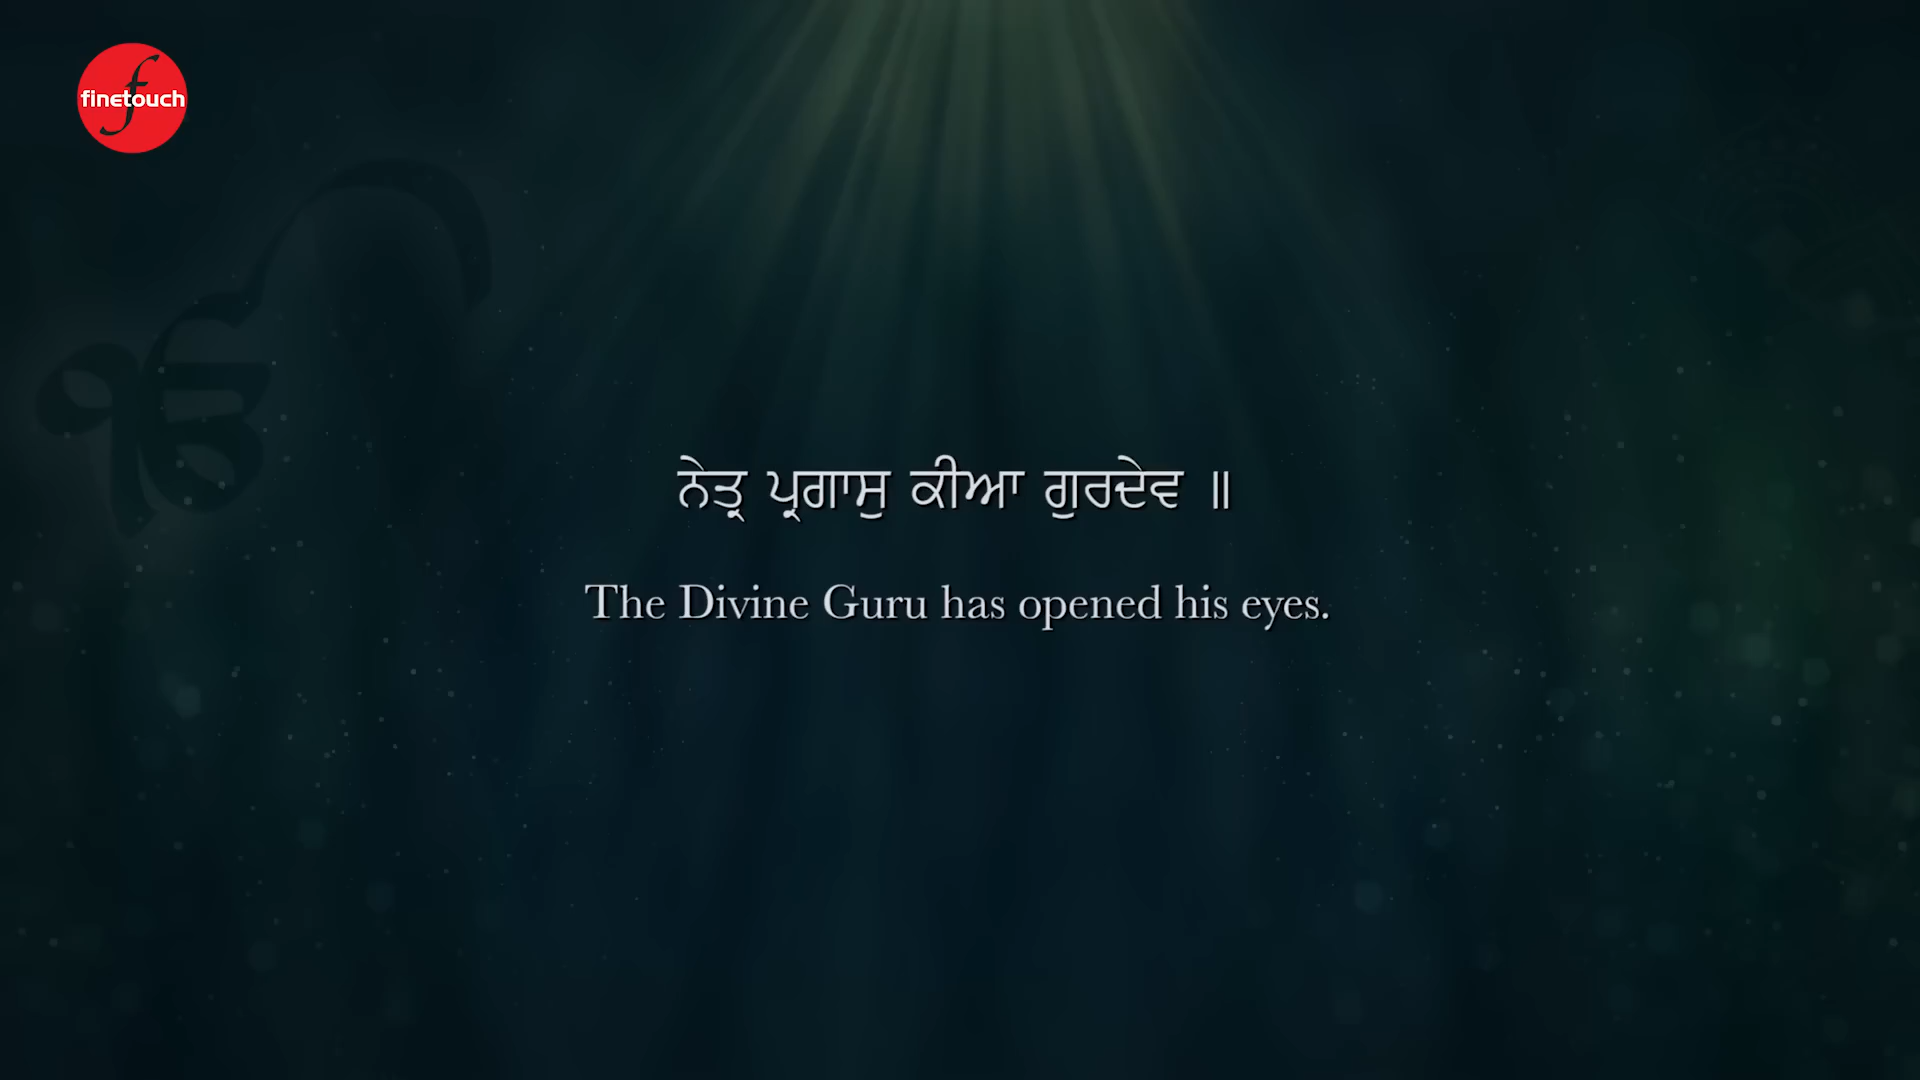 finetouch
ਨੇਤ੍ਰ ਪ੍ਰਗਾਸੁ ਕੀਆ ਗੁਰਦੇਵ ॥
The Divine Guru has opened his eyes.